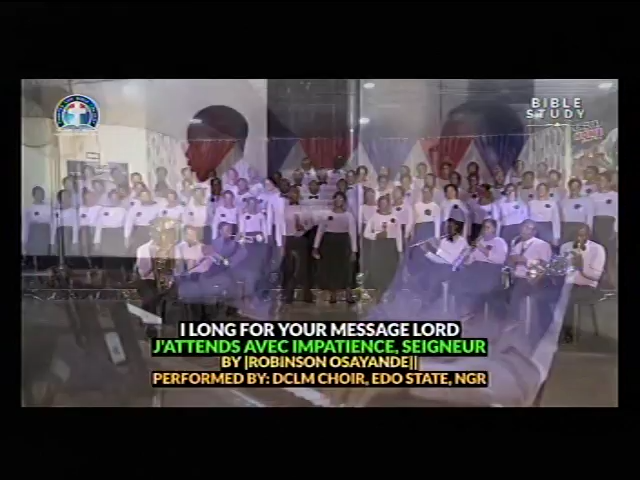 BIBLE
STUDY
I LONG FOR YOUR MESSAGE LORD
J'ATTENDS AVEC IMPATIENCE, SEIGNEUR
BY |ROBINSON OSAYANDE||
PERFORMED BY: DCLM CHOIR, EDO STATE, NGR